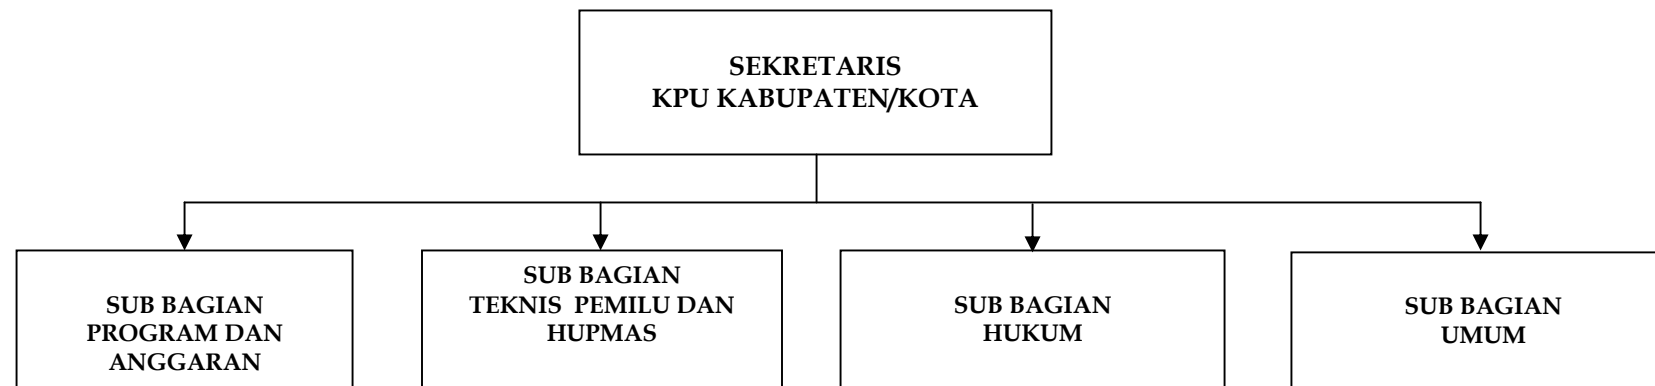 SEKRETARIS
KPU KABUPATEN/KOTA
SUB BAGIAN
PROGRAM DAN
ANGGARAN
SUB BAGIAN
TEKNIS PEMILU DAN
HUPMAS
SUB BAGIAN
HUKUM
SUB BAGIAN
UMUM